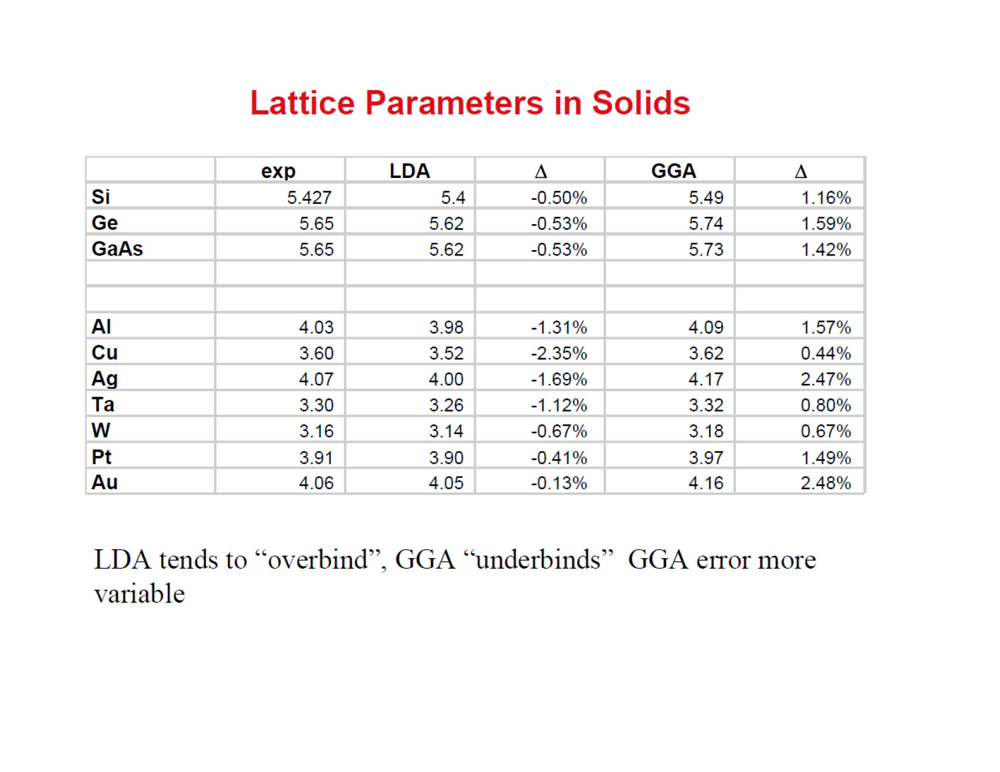 Lattice Parameters in Solids
exp LDA Δ GGA Δ
Si 5.427 5.4 -0.50% 5.49 1.16%
Ge 5.65 5.62 -0.53% 5.74 1.59%
GaAs 5.65 5.62 -0.53% 5.73 1.42%
Al 4.03 3.98 -1.31% 4.09 1.57%
Cu 3.60 3.52 -2.35% 3.62 0.44%
Ag 4.07 4.00 -1.69% 4.17 2.47%
Ta 3.30 3.26 -1.12% 3.32 0.80%
W 3.16 3.14 -0.67% 3.18 0.67%
Pt 3.91 3.90 -0.41% 3.97 1.49%
Au 4.06 4.05 -0.13% 4.16 2.48%
LDA tends to “overbind”, GGA “underbinds” GGA error more
variable